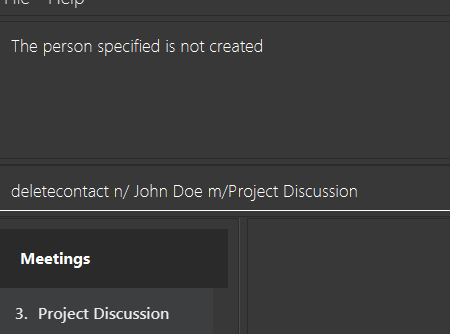 File Help
The person specified is not created
deletecontact n/ John Doe m/Project Discussion
Meetings
3. Project Discussion